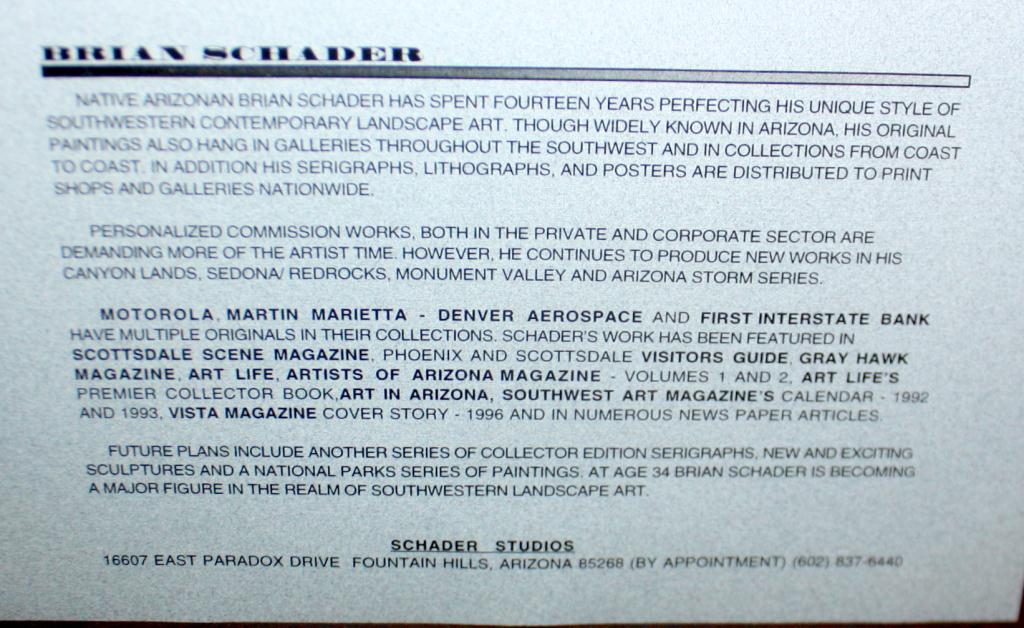 BRIAN SCHADER
NATIVE ARIZONAN BRIAN SCHADER HAS SPENT FOURTEEN YEARS PERFECTING HIS UNIQUE STYLE OF
SOUTHWESTERN CONTEMPORARY LANDSCAPE ART. THOUGH WIDELY KNOWN IN ARIZONA, HIS ORIGINAL
PAINTINGS ALSO HANG IN GALLERIES THROUGHOUT THE SOUTHWEST AND IN COLLECTIONS FROM COAST
TO COAST. IN ADDITION HIS SERIGRAPHS, LITHOGRAPHS, AND POSTERS ARE DISTRIBUTED TO PRINT
SHOPS AND GALLERIES NATIONWIDE.
PERSONALIZED COMMISSION WORKS, BOTH IN THE PRIVATE AND CORPORATE SECTOR ARE
DEMANDING MORE OF THE ARTIST TIME. HOWEVER, HE CONTINUES TO PRODUCE NEW WORKS IN HIS
CANYON LANDS, SEDONA/ REDROCKS, MONUMENT VALLEY AND ARIZONA STORM SERIES.
MOTOROLA, MARTIN MARIETTA - DENVER AEROSPACE AND FIRST INTERSTATE BANK
HAVE MULTIPLE ORIGINALS IN THEIR COLLECTIONS. SCHADER'S WORK HAS BEEN FEATURED IN
SCOTTSDALE SCENE MAGAZINE, PHOENIX AND SCOTTSDALE VISITORS GUIDE, GRAY HAWK
MAGAZINE, ART LIFE, ARTISTS OF ARIZONA MAGAZINE - VOLUMES 1 AND 2, ART LIFE'S
PREMIER COLLECTOR BOOK, ART IN ARIZONA, SOUTHWEST ART MAGAZINE'S CALENDAR - 1992
AND 1993, VISTA MAGAZINE COVER STORY - 1996 AND IN NUMEROUS NEWS PAPER ARTICLES.
FUTURE PLANS INCLUDE ANOTHER SERIES OF COLLECTOR EDITION SERIGRAPHS, NEW AND EXCITING
SCULPTURES AND A NATIONAL PARKS SERIES OF PAINTINGS. AT AGE 34 BRIAN SCHADER IS BECOMING
A MAJOR FIGURE IN THE REALM OF SOUTHWESTERN LANDSCAPE ART.
SCHADER STUDIOS
16607 EAST PARADOX DRIVE FOUNTAIN HILLS, ARIZONA 85268 (BY APPOINTMENT) (602) 837-6440